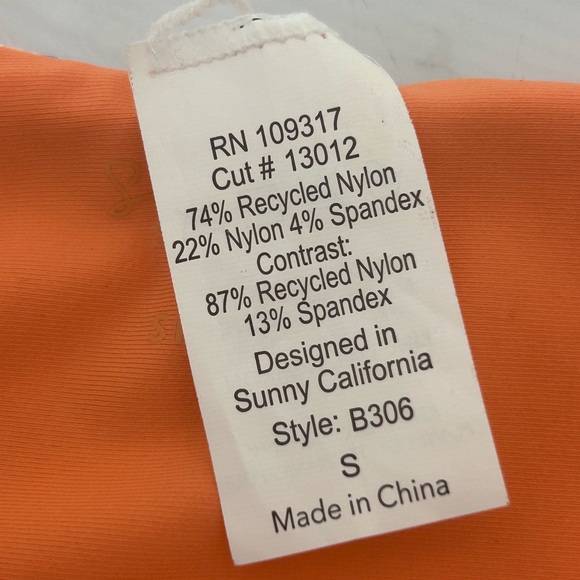 RN 109317
Cut # 13012
74% Recycled Nylon
22% Nylon 4% Spandex
Contrast:
87% Recycled Nylon
13% Spandex
Designed in
Sunny California
Style: B306
S
Made in China